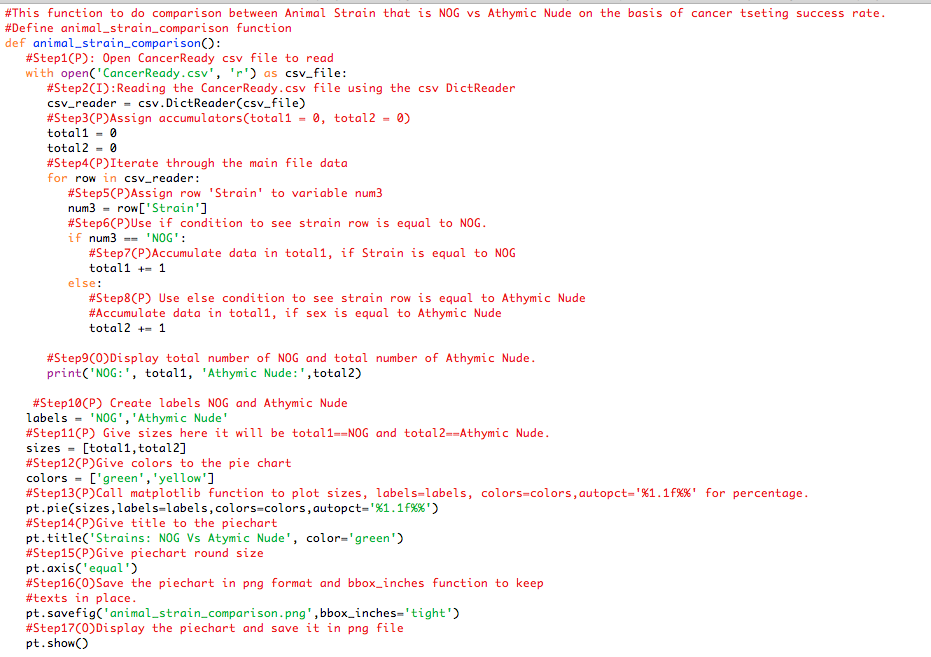 #This function to do comparison between Animal Strain that is NOG vs Athymic Nude on the basis of cancer tseting success rate.
#Define animal_strain_comparison function
def animal_strain_comparison():
#Step1(P): Open CancerReady csv file to read
with open('CancerReady.csv', 'r') as csv_file:
#Step2(I):Reading the CancerReady.csv file using the csv DictReader
csv_reader = csv.DictReader(csv_file)
#Step3(P)Assign accumulators(total1 = 0, total2 = 0)
total1 = 0
total2 = 0
#Step4(P)Iterate through the main file data
for row in csv_reader:
#Step5(P)Assign row 'Strain' to variable num3
num3 = row['Strain']
#Step6(P)Use if condition to see strain row is equal to NOG.
if num3 == 'NOG':
#Step7(P)Accumulate data in total1, if Strain is equal to NOG
total1 += 1
else:
#Step8(P) Use else condition to see strain row is equal to Athymic Nude
#Accumulate data in total1, if sex is equal to Athymic Nude
total2 += 1
#Step9(O)Display total number of NOG and total number of Athymic Nude.
print('NOG:', total1, 'Athymic Nude:',total2)
#Step10(P) Create labels NOG and Athymic Nude
labels = 'NOG','Athymic Nude'
#Step11(P) Give sizes here it will be total1==NOG and total2==Athymic Nude.
sizes = [total1,total2]
#Step12(P)Give colors to the pie chart
colors = ['green','yellow']
#Step13(P)Call matplotlib function to plot sizes, labels=labels, colors=colors,autopct='%1.1f%%' for percentage.
pt.pie(sizes,labels=labels,colors=colors,autopct='%1.1f%%')
#Step14(P)Give title to the piechart
pt.title('Strains: NOG Vs Atymic Nude', color='green')
#Step15(P)Give piechart round size
pt.axis('equal')
#Step16(O)Save the piechart in png format and bbox_inches function to keep
#texts in place.
pt.savefig('animal_strain_comparison.png',bbox_inches='tight')
#Step17(O)Display the piechart and save it in png file
pt.show()